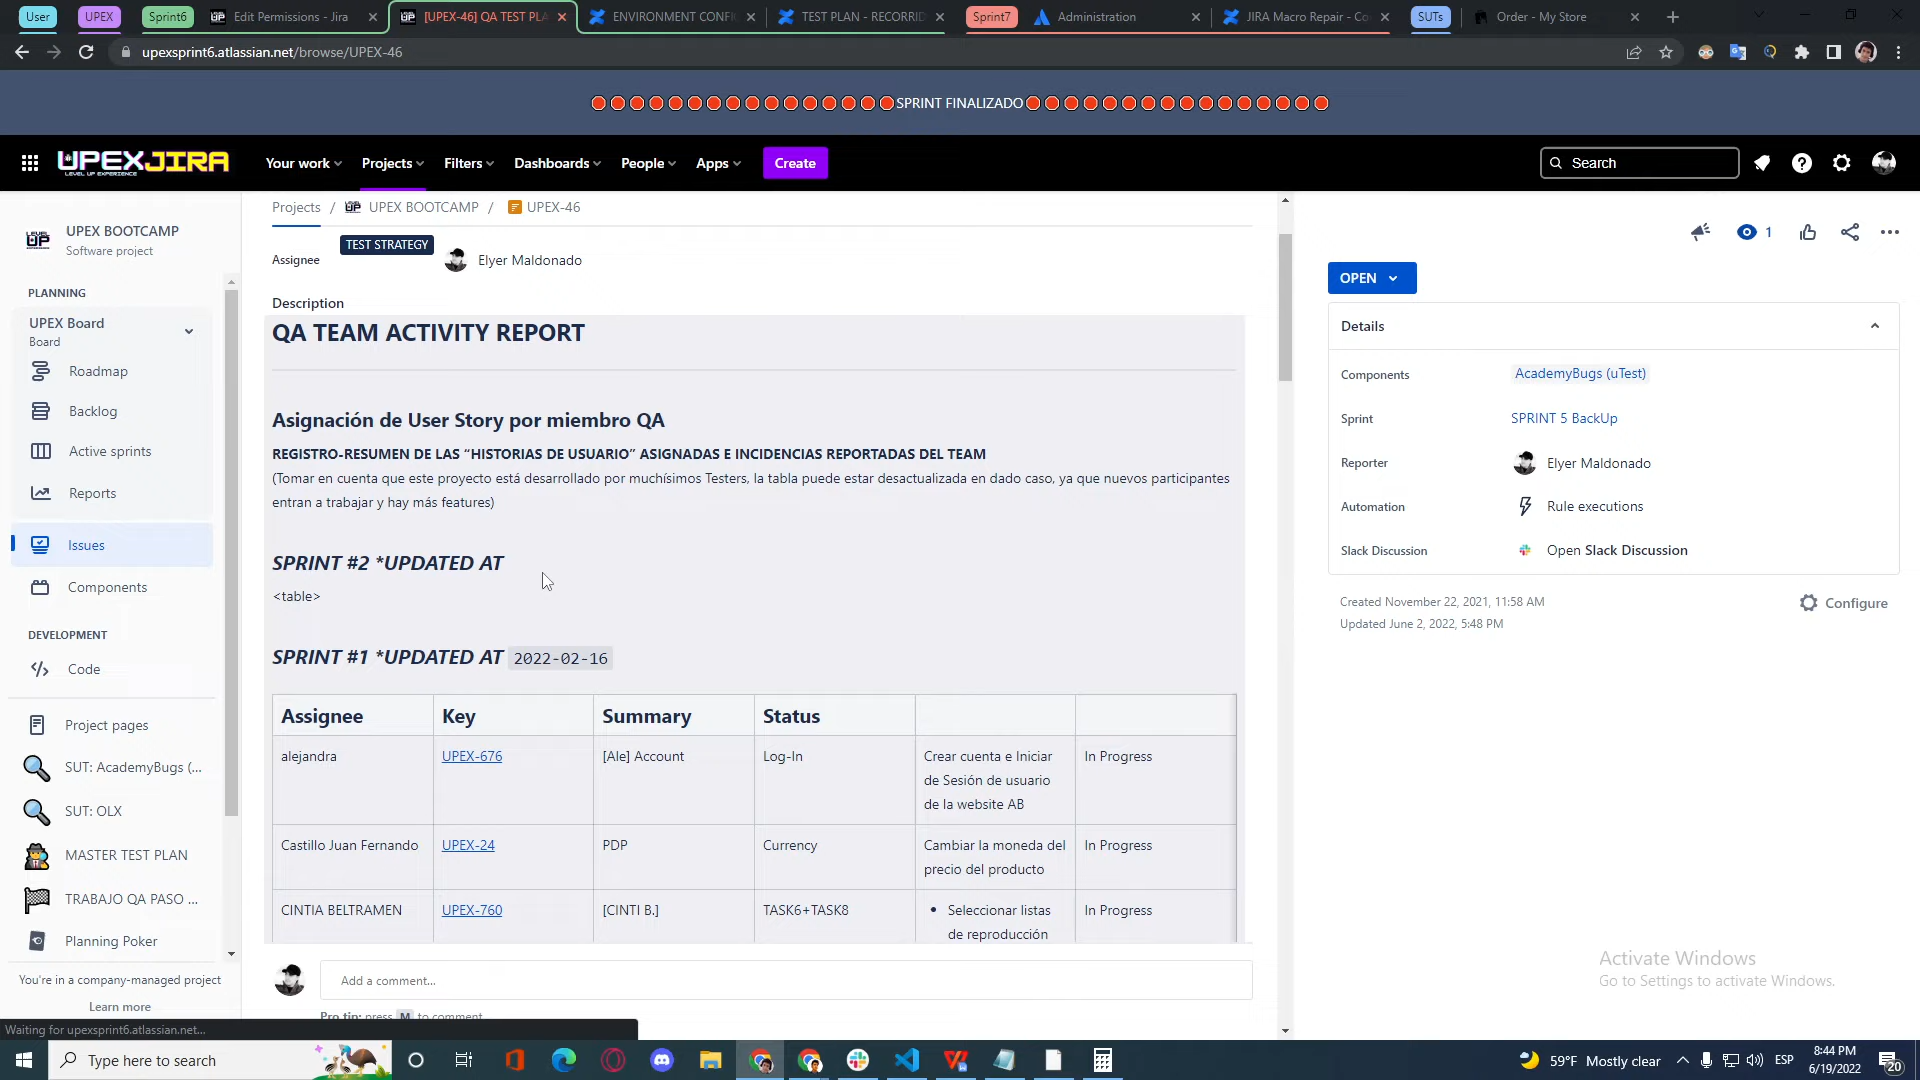 User
UPEX
Sprint6
Edit Permissions - Jira
[UPEX-46] QA TEST PLA
ENVIRONMENT CONFI
TEST PLAN - RECORRID
Sprint7
Administration
JIRA Macro Repair - Co
SUTs
Order - My Store
upexsprint6.atlassian.net/browse/UPEX-46
SPRINT FINALIZADO
UPEXJIRA
LEVEL UP EXPERIENCE
Your work
Projects
Filters
Dashboards
People
Apps
Create
Search
UPEX BOOTCAMP
Software project
PLANNING
UPEX Board
Board
Roadmap
Backlog
Active sprints
Reports
Issues
Components
DEVELOPMENT
Code
Project pages
SUT: AcademyBugs (...
SUT: OLX
MASTER TEST PLAN
TRABAJO QA PASO ...
Planning Poker
You're in a company-managed project
Learn more
Projects / UPEX BOOTCAMP / UPEX-46
TEST STRATEGY
Assignee
Elyer Maldonado
Description
QA TEAM ACTIVITY REPORT
Asignación de User Story por miembro QA
REGISTRO-RESUMEN DE LAS “HISTORIAS DE USUARIO” ASIGNADAS E INCIDENCIAS REPORTADAS DEL TEAM
(Tomar en cuenta que este proyecto está desarrollado por muchísimos Testers, la tabla puede estar desactualizada en dado caso, ya que nuevos participantes
entran a trabajar y hay más features)
SPRINT #2 *UPDATED AT
<table>
SPRINT #1 *UPDATED AT 2022-02-16
Assignee Key Summary Status
alejandra UPEX-676 [Ale] Account Log-In Crear cuenta e Iniciar In Progress
de Sesión de usuario
de la website AB
Castillo Juan Fernando UPEX-24 PDP Currency Cambiar la moneda del In Progress
precio del producto
CINTIA BELTRAMEN UPEX-760 [CINTI B.] TASK6+TASK8 • Seleccionar listas In Progress
de reproducción
Add a comment...
Pro tip: press M to comment
1
OPEN
Details
Components AcademyBugs (uTest)
Sprint SPRINT 5 BackUp
Reporter Elyer Maldonado
Automation Rule executions
Slack Discussion Open Slack Discussion
Created November 22, 2021, 11:58 AM
Updated June 2, 2022, 5:48 PM
Configure
Activate Windows
Go to Settings to activate Windows.
Waiting for upexsprint6.atlassian.net...
Type here to search
59°F Mostly clear
ESP
8:44 PM
6/19/2022
20